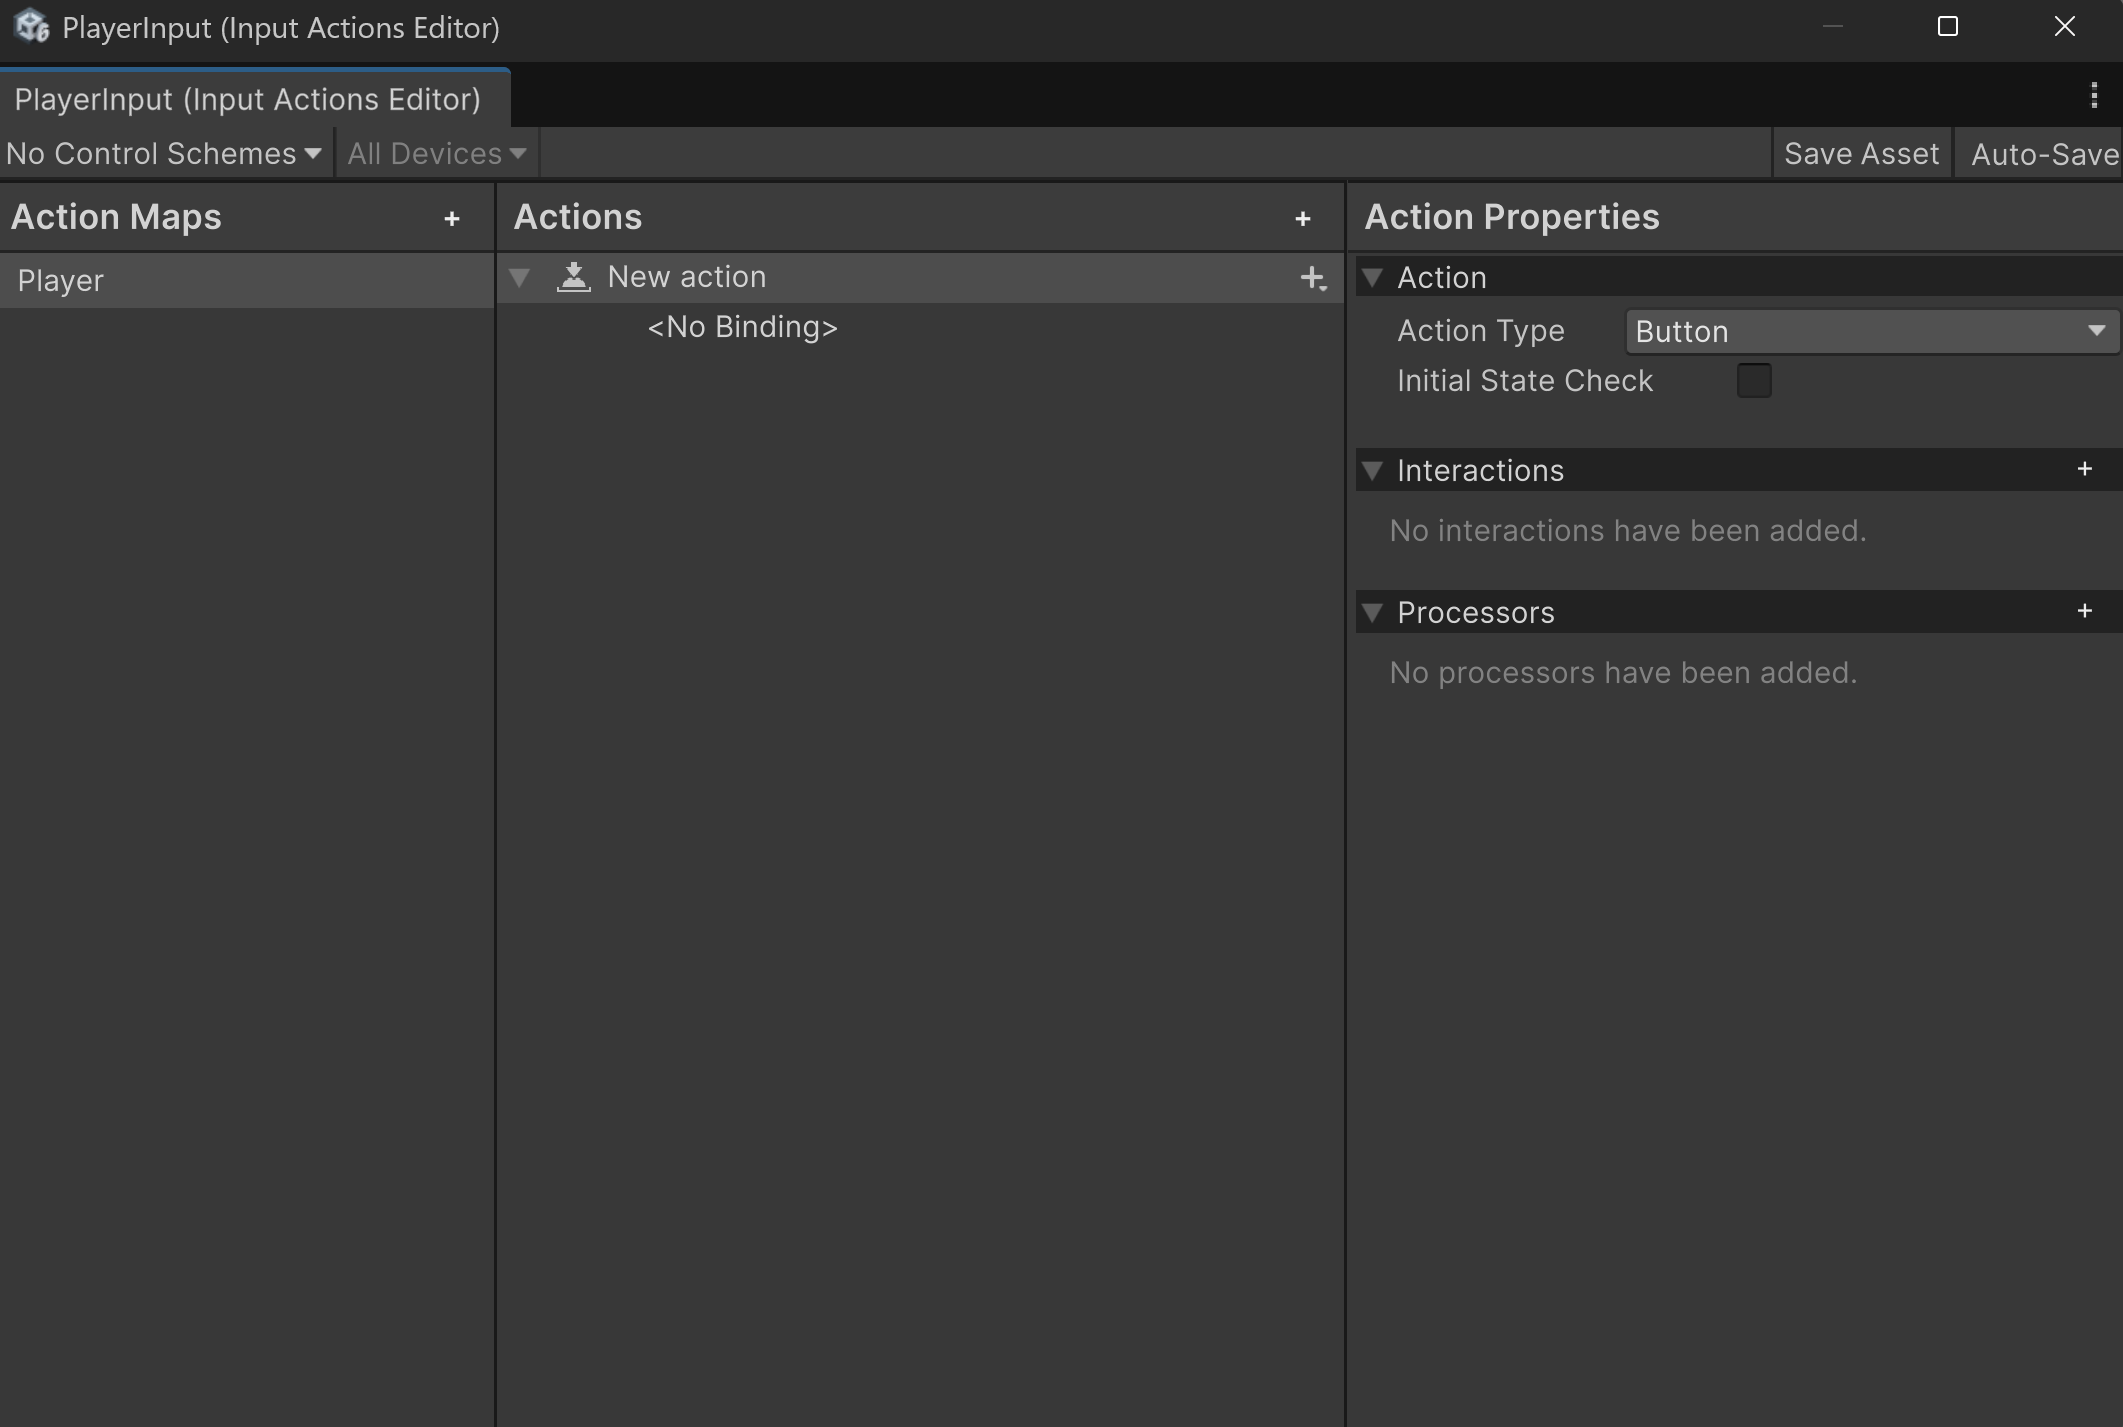 PlayerInput (Input Actions Editor)
PlayerInput (Input Actions Editor)
No Control Schemes All Devices Save Asset Auto-Save
Action Maps + Actions + Action Properties
Player
New action
<No Binding>
Action
Action Type Button
Initial State Check
Interactions +
No interactions have been added.
Processors +
No processors have been added.